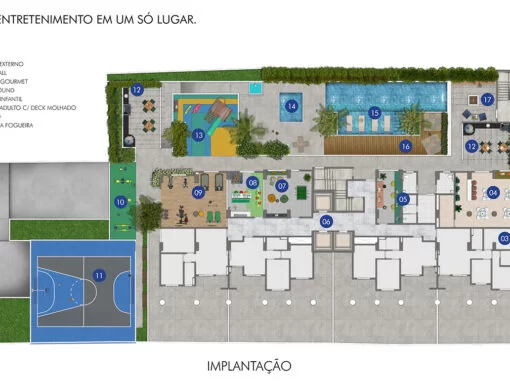 ENTRETENIMENTO EM UM SÓ LUGAR.
EXTERNO
ALL
GOURMET
OUND
INFANTIL
ADULTO C/ DECK MOLHADO
A FOGUEIRA
12
14
15
17
13
16
12
09
08
07
05
04
10
06
03
11
IMPLANTAÇÃO